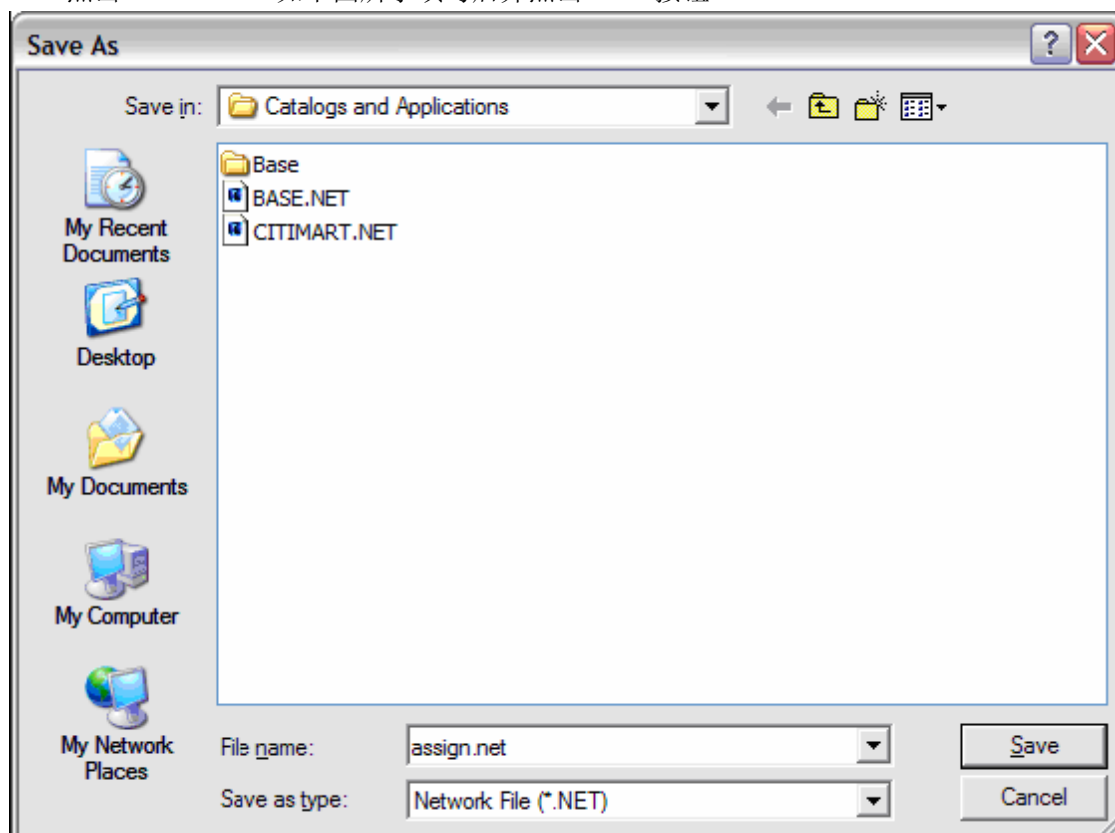 Save As
Save in:
Catalogs and Applications
Base
BASE.NET
CITIMART.NET
My Recent
Documents
Desktop
My Documents
My Computer
My Network
Places
File name:
assign.net
Save
Save as type:
Network File (*.NET)
Cancel